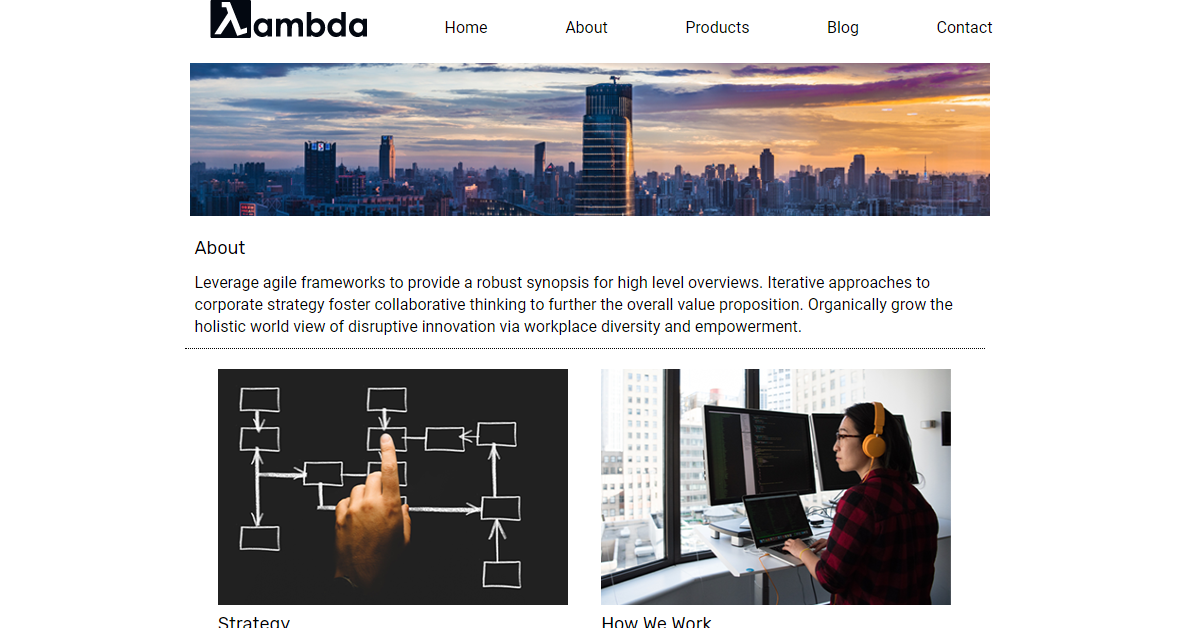 λambda
Home About Products Blog Contact
About
Leverage agile frameworks to provide a robust synopsis for high level overviews. Iterative approaches to
corporate strategy foster collaborative thinking to further the overall value proposition. Organically grow the
holistic world view of disruptive innovation via workplace diversity and empowerment.
Strategy
How We Work